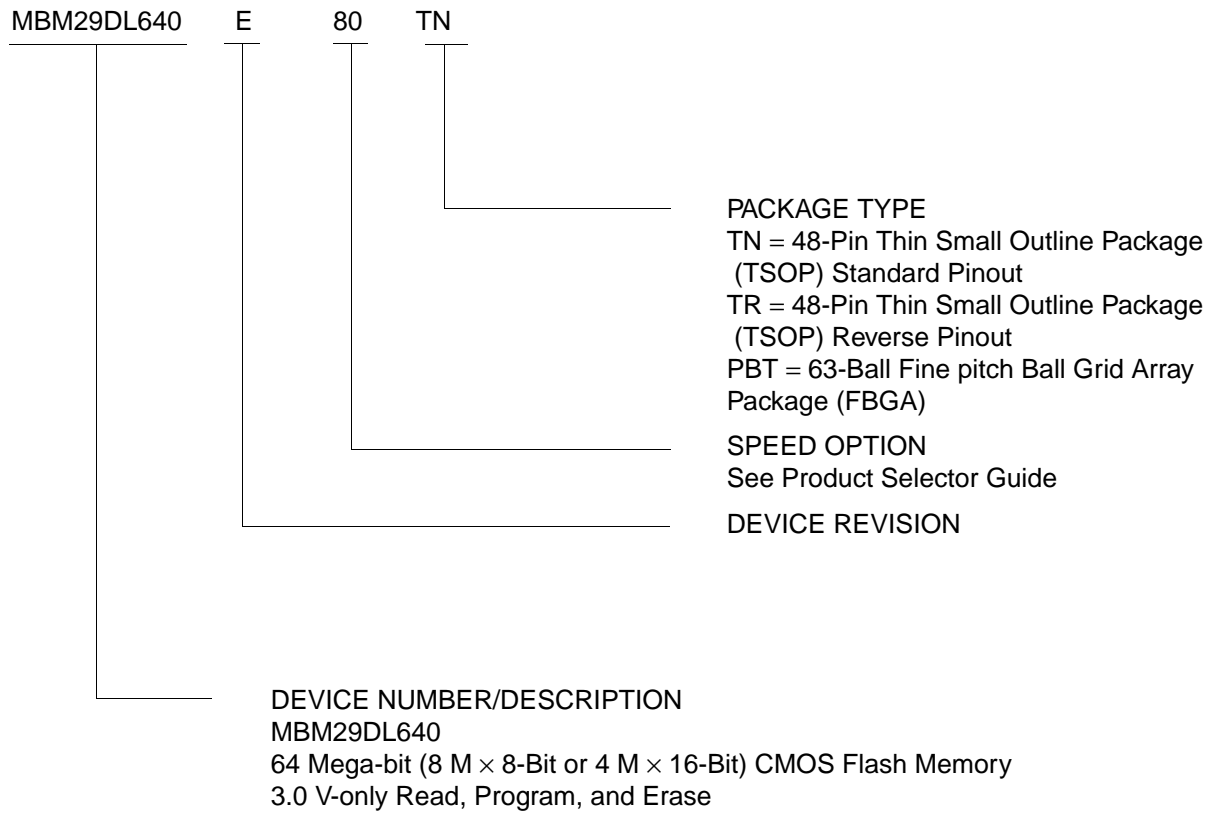 MBM29DL640 E 80 TN
PACKAGE TYPE
TN = 48-Pin Thin Small Outline Package
(TSOP) Standard Pinout
TR = 48-Pin Thin Small Outline Package
(TSOP) Reverse Pinout
PBT = 63-Ball Fine pitch Ball Grid Array
Package (FBGA)
SPEED OPTION
See Product Selector Guide
DEVICE REVISION
DEVICE NUMBER/DESCRIPTION
MBM29DL640
64 Mega-bit (8 M × 8-Bit or 4 M × 16-Bit) CMOS Flash Memory
3.0 V-only Read, Program, and Erase